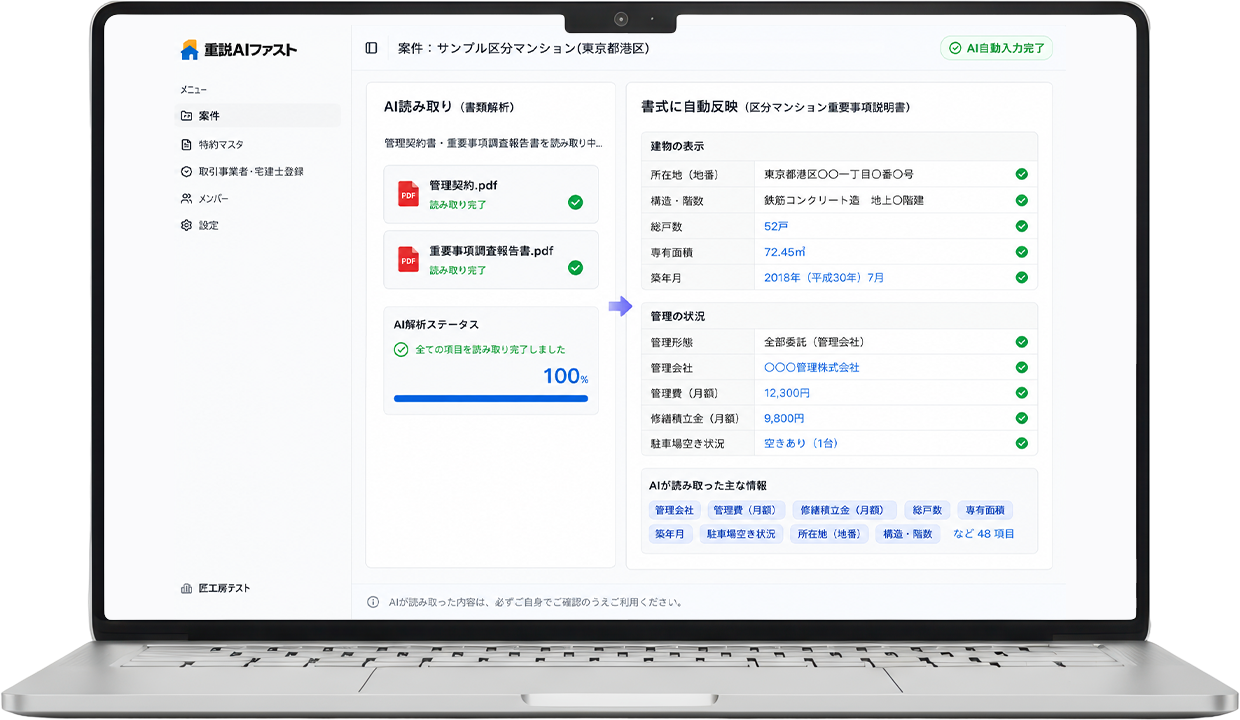 重説AIファスト
メニュー
案件
特約マスタ
取引事業者・宅建士登録
メンバー
設定
匠工房テスト
案件：サンプル区分マンション(東京都港区)
AI自動入力完了
AI読み取り（書類解析）
管理契約書・重要事項調査報告書を読み取り中...
PDF
管理契約.pdf
読み取り完了
PDF
重要事項調査報告書.pdf
読み取り完了
AI解析ステータス
全ての項目を読み取り完了しました
100%
書式に自動反映（区分マンション重要事項説明書）
建物の表示
所在地（地番） 東京都港区〇〇一丁目〇番〇号
構造・階数 鉄筋コンクリート造　地上〇階建
総戸数 52戸
専有面積 72.45㎡
築年月 2018年（平成30年）7月
管理の状況
管理形態 全部委託（管理会社）
管理会社 〇〇〇管理株式会社
管理費（月額） 12,300円
修繕積立金（月額） 9,800円
駐車場空き状況 空きあり（1台）
AIが読み取った主な情報
管理会社 管理費（月額） 修繕積立金（月額） 総戸数 専有面積
築年月 駐車場空き状況 所在地（地番） 構造・階数 など 48 項目
AIが読み取った内容は、必ずご自身でご確認のうえご利用ください。